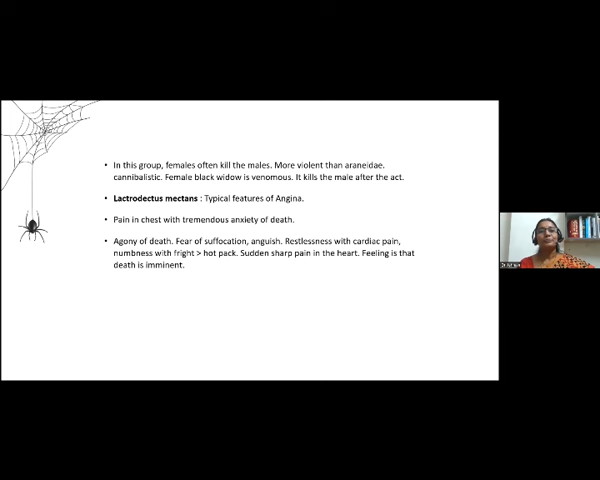 In this group, females often kill the males. More violent than araneidae.
cannibalistic. Female black widow is venomous. It kills the male after the act.
Lactrodectus mectans : Typical features of Angina.
Pain in chest with tremendous anxiety of death.
Agony of death. Fear of suffocation, anguish. Restlessness with cardiac pain,
numbness with fright > hot pack. Sudden sharp pain in the heart. Feeling is that
death is imminent.